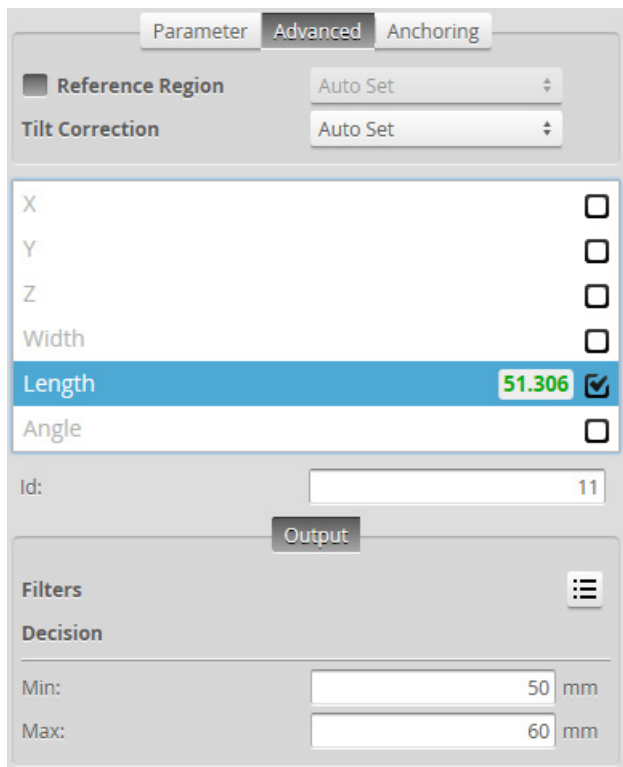 Parameter Advanced Anchoring
Reference Region Auto Set
Tilt Correction Auto Set
X
Y
Z
Width
Length 51.306
Angle
Id: 11
Output
Filters
Decision
Min: 50 mm
Max: 60 mm